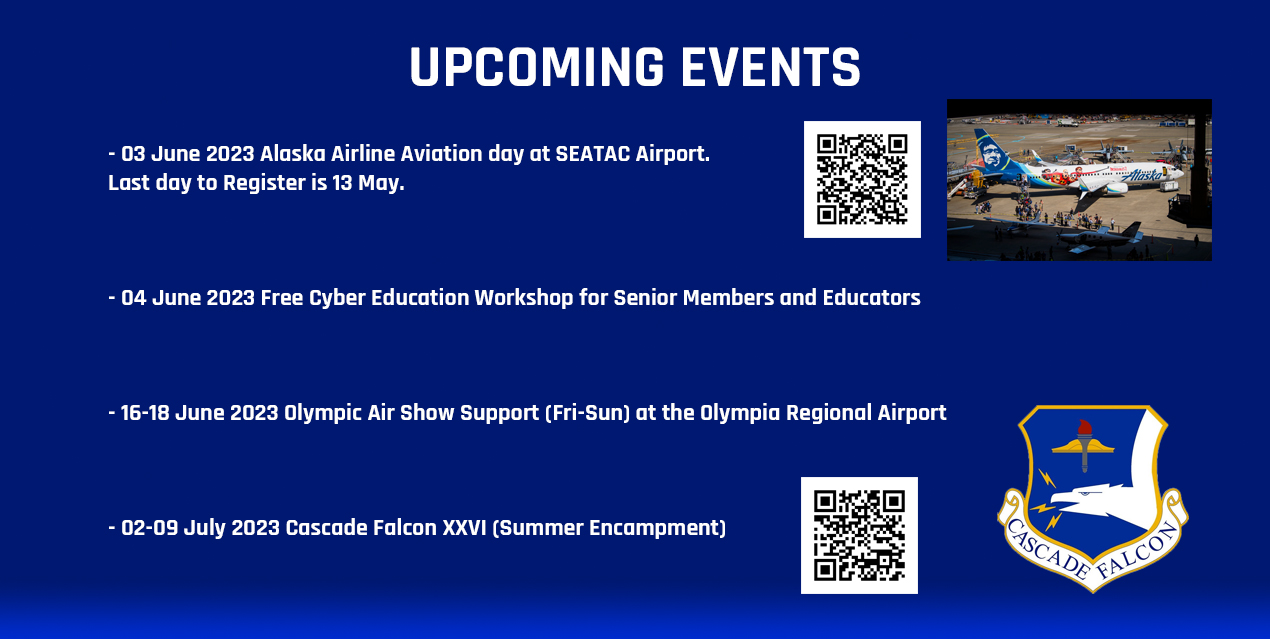 UPCOMING EVENTS
- 03 June 2023 Alaska Airline Aviation day at SEATAC Airport.
Last day to Register is 13 May.
Alaska
- 04 June 2023 Free Cyber Education Workshop for Senior Members and Educators
- 16-18 June 2023 Olympic Air Show Support (Fri-Sun) at the Olympia Regional Airport
- 02-09 July 2023 Cascade Falcon XXVI (Summer Encampment)
CASCADE FALCON